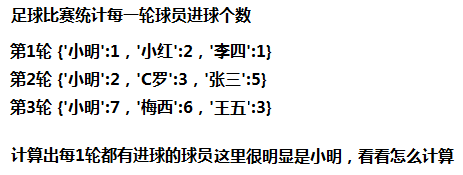 足球比赛统计每一轮球员进球个数
第1轮 {'小明':1，'小红':2，'李四':1}
第2轮 {'小明':2，'C罗':3，'张三':5}
第3轮 {'小明':7，'梅西':6，'王五':3}
计算出每1轮都有进球的球员这里很明显是小明，看看怎么计算